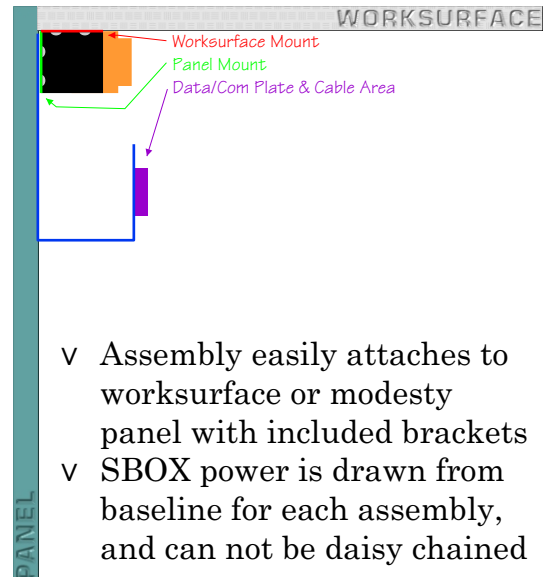 WORKSURFACE
Worksurface Mount
Panel Mount
Data/Com Plate & Cable Area
v Assembly easily attaches to
worksurface or modesty
panel with included brackets
v SBOX power is drawn from
baseline for each assembly,
and can not be daisy chained
PANEL